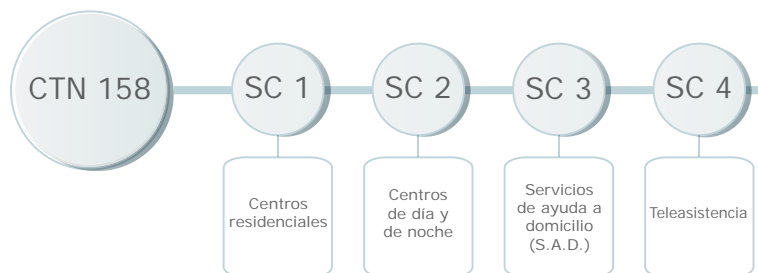 CTN 158
SC 1
SC 2
SC 3
SC 4
Centros
residenciales
Centros
de día y
de noche
Servicios
de ayuda a
domicilio
(S.A.D.)
Teleasistencia